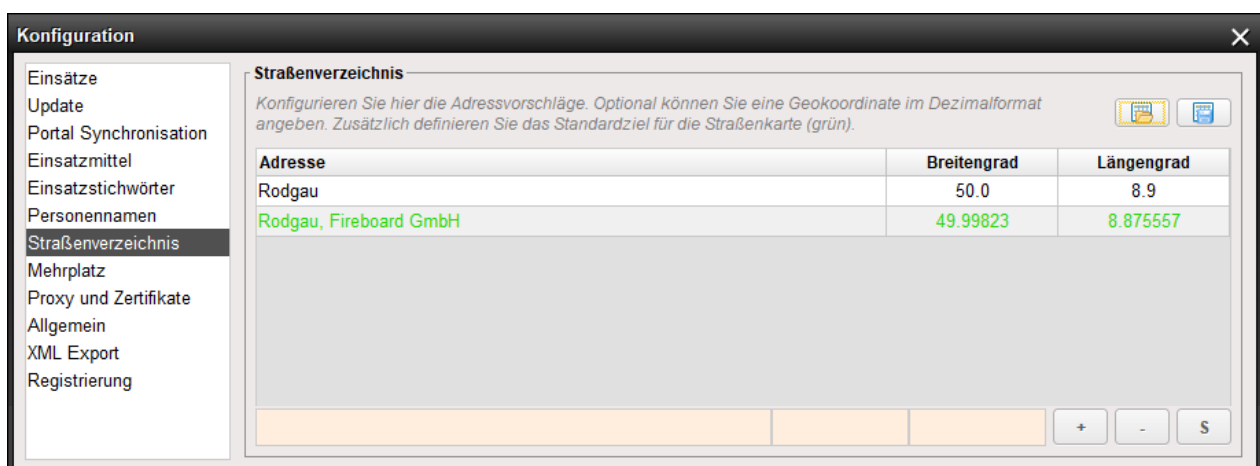 Konfiguration
Einsätze
Update
Portal Synchronisation
Einsatzmittel
Einsatzstichwörter
Personennamen
Straßenverzeichnis
Mehrplatz
Proxy und Zertifikate
Allgemein
XML Export
Registrierung
Straßenverzeichnis
Konfigurieren Sie hier die Adressvorschläge. Optional können Sie eine Geokoordinate im Dezimalformat
angeben. Zusätzlich definieren Sie das Standardziel für die Straßenkarte (grün).
Adresse Breitengrad Längengrad
Rodgau 50.0 8.9
Rodgau, Fireboard GmbH 49.99823 8.875557
+ - S